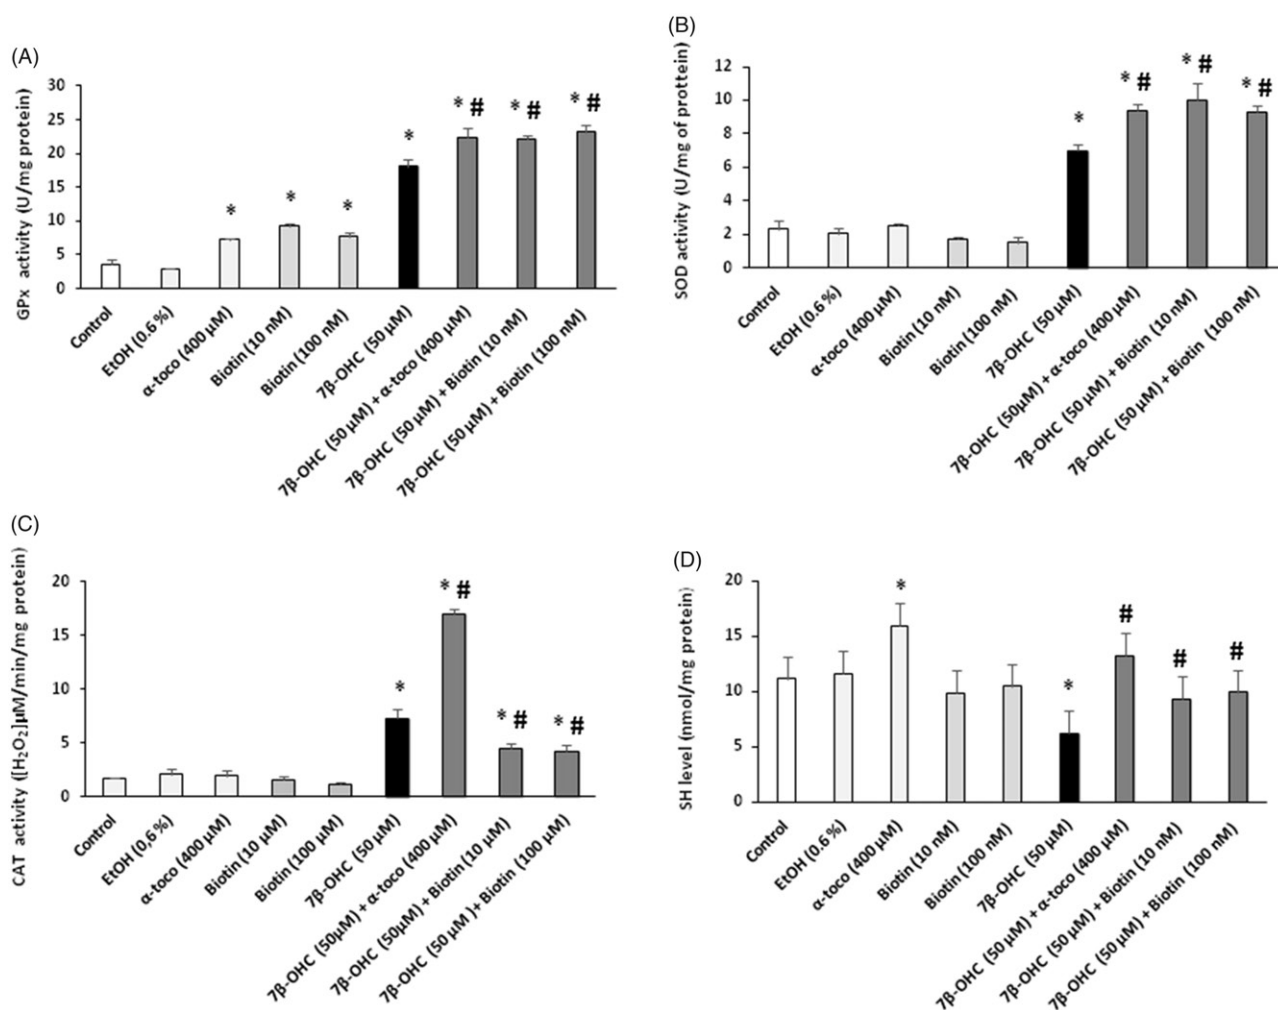 (A)
GPx activity (U/mg protein)
30
25
20
15
10
5
0
* * * * * # * # * #
Control
EtOH (0.6 %)
α-toco (400 µM)
Biotin (10 nM)
Biotin (100 nM)
7β-OHC (50 µM)
7β-OHC (50 µM) + α-toco (400 µM)
7β-OHC (50 µM) + Biotin (10 nM)
7β-OHC (50 µM) + Biotin (100 nM)
(B)
SOD activity (U/mg of prottein)
12
10
8
6
4
2
0
* * # * # * #
Control
EtOH (0.6 %)
α-toco (400 µM)
Biotin (10 nM)
Biotin (100 nM)
7β-OHC (50 µM)
7β-OHC (50µM) + α-toco (400 µM)
7β-OHC (50 µM) + Biotin (10 nM)
7β-OHC (50 µM) + Biotin (100 nM)
(C)
CAT activity ([H₂O₂]µM/min/mg protein)
20
15
10
5
0
* * # * # * #
Control
EtOH (0,6 %)
α-toco (400 µM)
Biotin (10 µM)
Biotin (100 µM)
7β-OHC (50 µM)
7β-OHC (50µM) + α-toco (400 µM)
7β-OHC (50µM) + Biotin (10 µM)
7β-OHC (50 µM )+ Biotin (100 µM)
(D)
SH level (nmol/mg protein)
20
15
10
5
0
* * # # #
Control
EtOH (0.6 %)
α-toco (400 µM)
Biotin (10 nM)
Biotin (100 nM)
7β-OHC (50 µM)
7β-OHC (50 µM) + α-toco (400 µM)
7β-OHC (50 µM) + Biotin (10 nM)
7β-OHC (50 µM) + Biotin (100 nM)